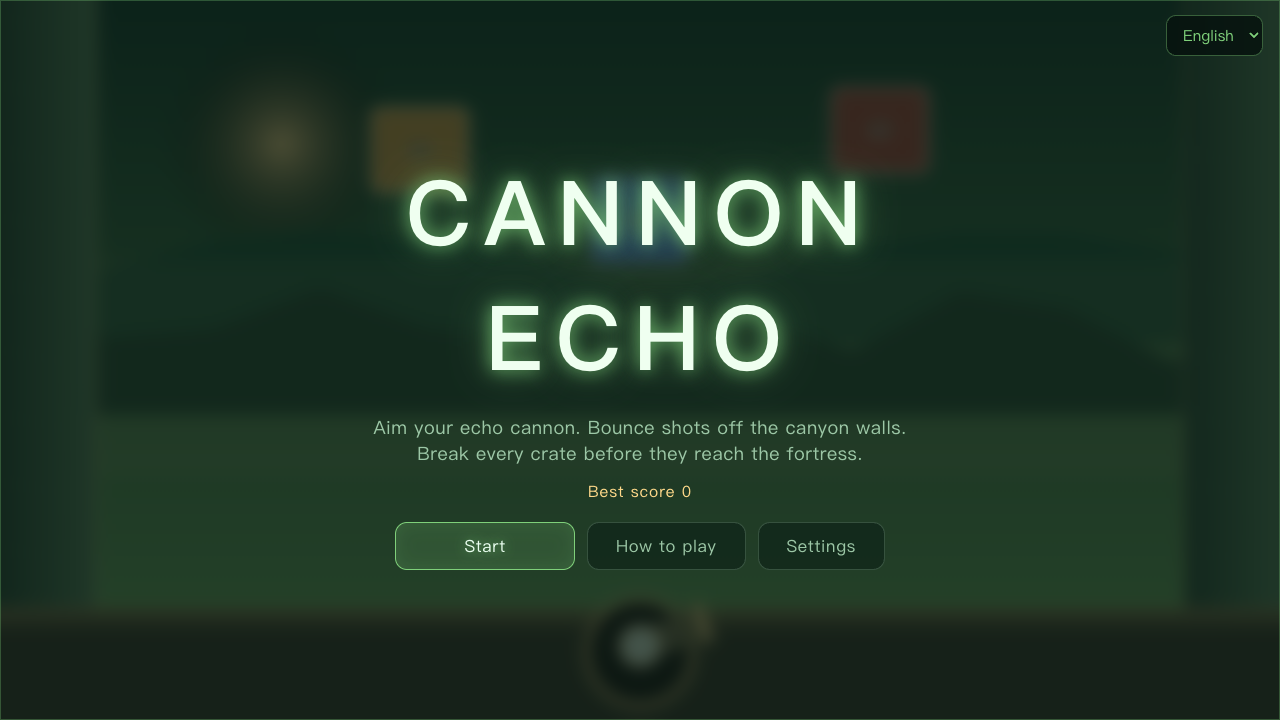 English
CANNON
ECHO
Aim your echo cannon. Bounce shots off the canyon walls.
Break every crate before they reach the fortress.
Best score 0
Start
How to play
Settings